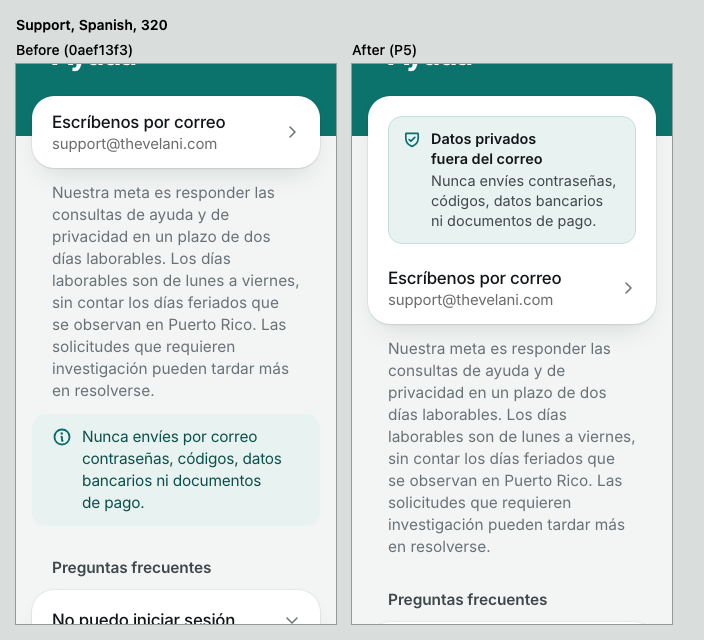 Support, Spanish, 320
Before (0aef13f3)
Ayuda
Escríbenos por correo
support@thevelani.com
Nuestra meta es responder las
consultas de ayuda y de
privacidad en un plazo de dos
días laborables. Los días
laborables son de lunes a viernes,
sin contar los días feriados que
se observan en Puerto Rico. Las
solicitudes que requieren
investigación pueden tardar más
en resolverse.
Nunca envíes por correo
contraseñas, códigos, datos
bancarios ni documentos
de pago.
Preguntas frecuentes
No puedo iniciar sesión
After (P5)
Ayuda
Datos privados
fuera del correo
Nunca envíes contraseñas,
códigos, datos bancarios
ni documentos de pago.
Escríbenos por correo
support@thevelani.com
Nuestra meta es responder las
consultas de ayuda y de
privacidad en un plazo de dos
días laborables. Los días
laborables son de lunes a viernes,
sin contar los días feriados que
se observan en Puerto Rico. Las
solicitudes que requieren
investigación pueden tardar más
en resolverse.
Preguntas frecuentes